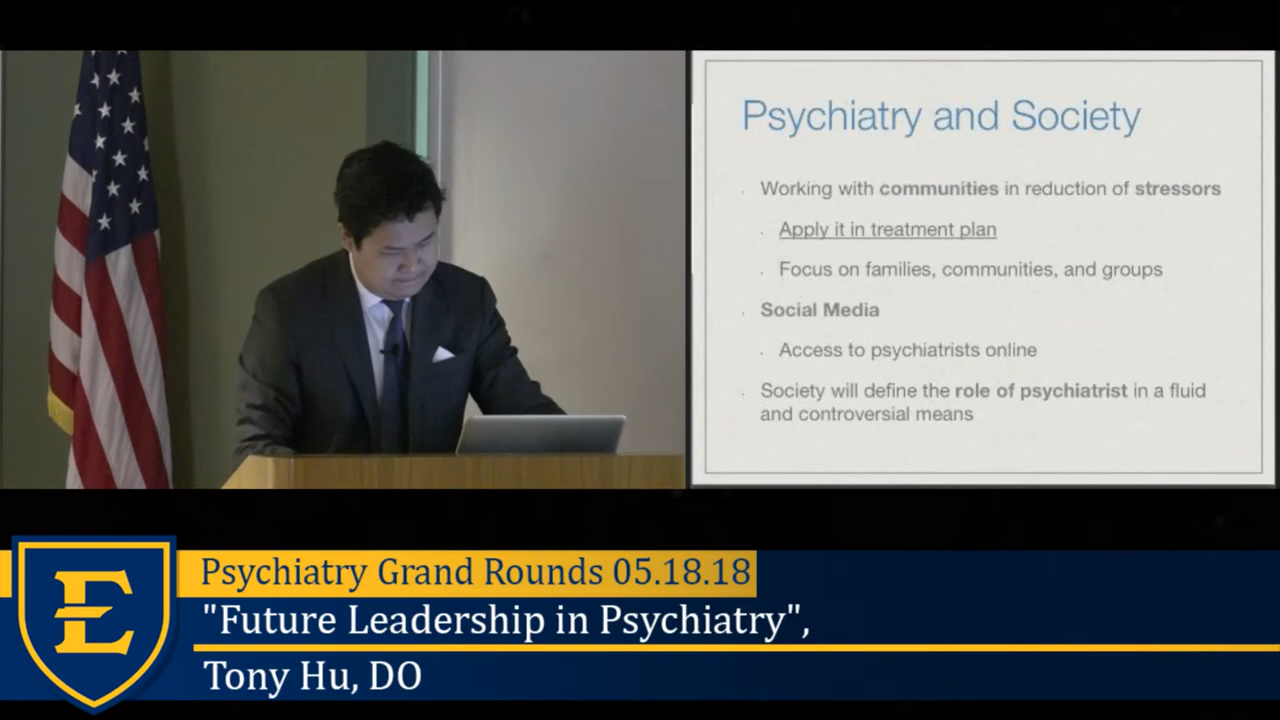 Psychiatry and Society
Working with communities in reduction of stressors
Apply it in treatment plan
Focus on families, communities, and groups
Social Media
Access to psychiatrists online
Society will define the role of psychiatrist in a fluid
and controversial means
E
Psychiatry Grand Rounds 05.18.18
"Future Leadership in Psychiatry",
Tony Hu, DO